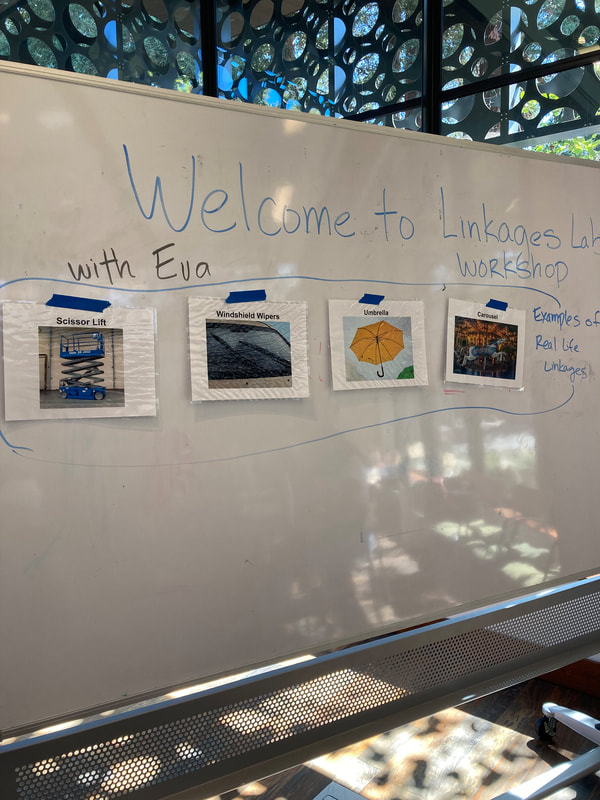 Welcome to Linkages Lab
workshop
with Eva
Scissor Lift
Windshield Wipers
Umbrella
Carousel
Examples of
Real life
Linkages